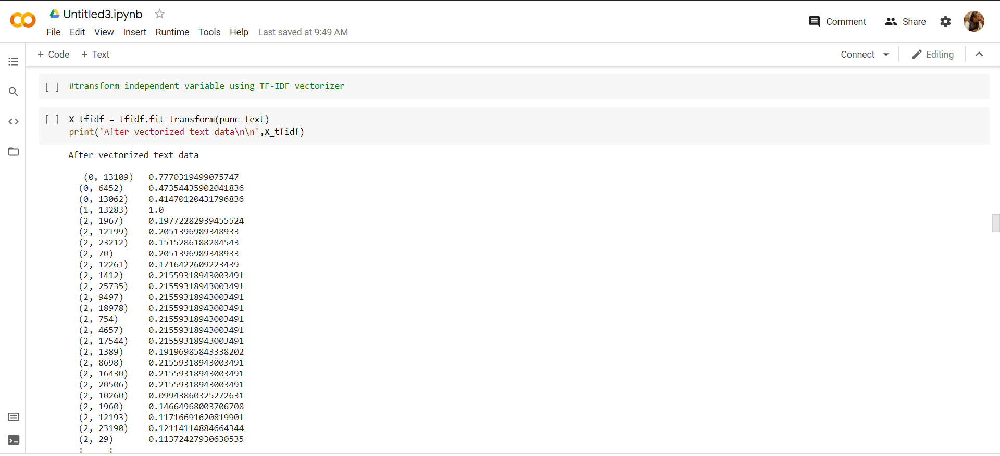 Untitled3.ipynb
File Edit View Insert Runtime Tools Help Last saved at 9:49 AM
Comment Share
+ Code + Text
Connect Editing
[ ] #transform independent variable using TF-IDF vectorizer
[ ] X_tfidf = tfidf.fit_transform(punc_text)
print('After vectorized text data\n\n',X_tfidf)
After vectorized text data
(0, 13109) 0.7770319499075747
(0, 6452) 0.47354435902041836
(0, 13062) 0.41470120431796836
(1, 13283) 1.0
(2, 1967) 0.19772282939455524
(2, 12199) 0.2051396989348933
(2, 23212) 0.1515286188284543
(2, 70) 0.2051396989348933
(2, 12261) 0.1716422609223439
(2, 1412) 0.21559318943003491
(2, 25735) 0.21559318943003491
(2, 9497) 0.21559318943003491
(2, 18978) 0.21559318943003491
(2, 754) 0.21559318943003491
(2, 4657) 0.21559318943003491
(2, 17544) 0.21559318943003491
(2, 1389) 0.19196985843338202
(2, 8698) 0.21559318943003491
(2, 16430) 0.21559318943003491
(2, 20506) 0.21559318943003491
(2, 10260) 0.09943860325272631
(2, 1960) 0.14664968003706708
(2, 12193) 0.11716691620819901
(2, 23190) 0.12114114884664344
(2, 29) 0.11372427930630535
: :